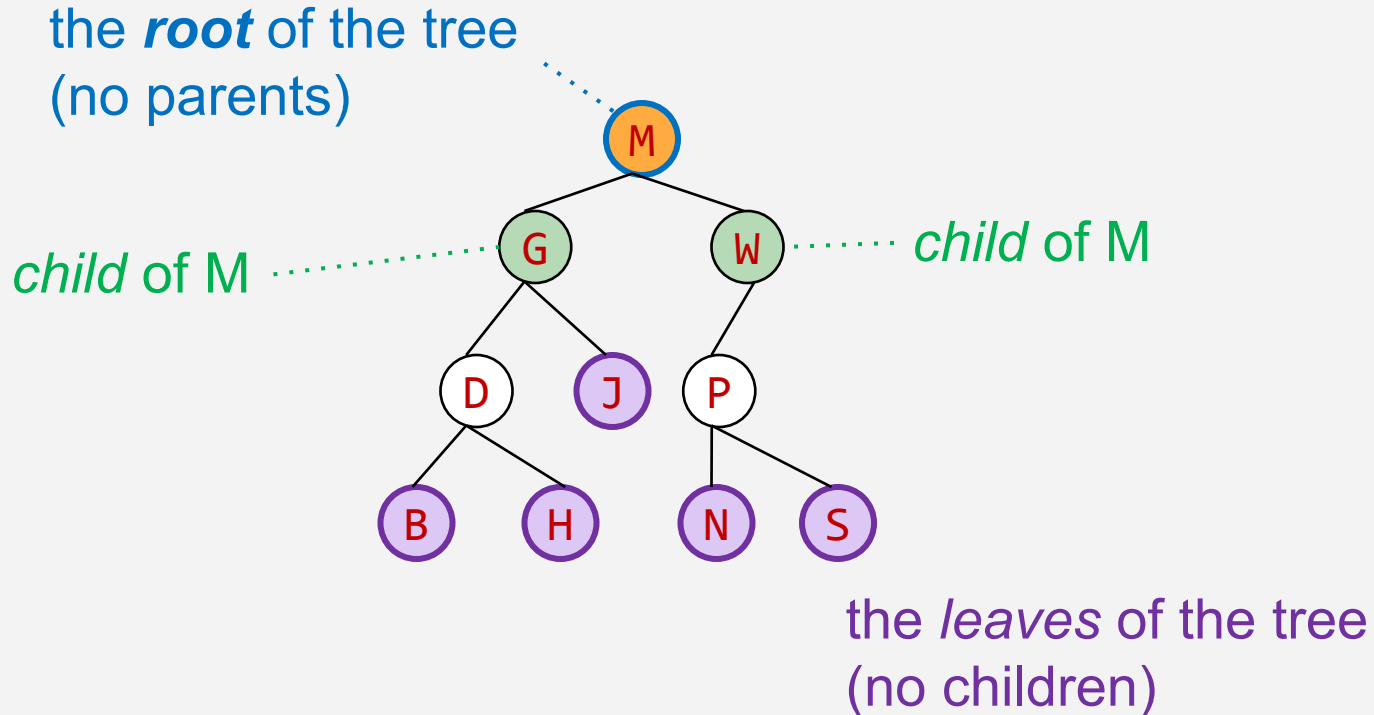 the root of the tree
(no parents)
M
G
W
child of M
child of M
D
J
P
B
H
N
S
the leaves of the tree
(no children)